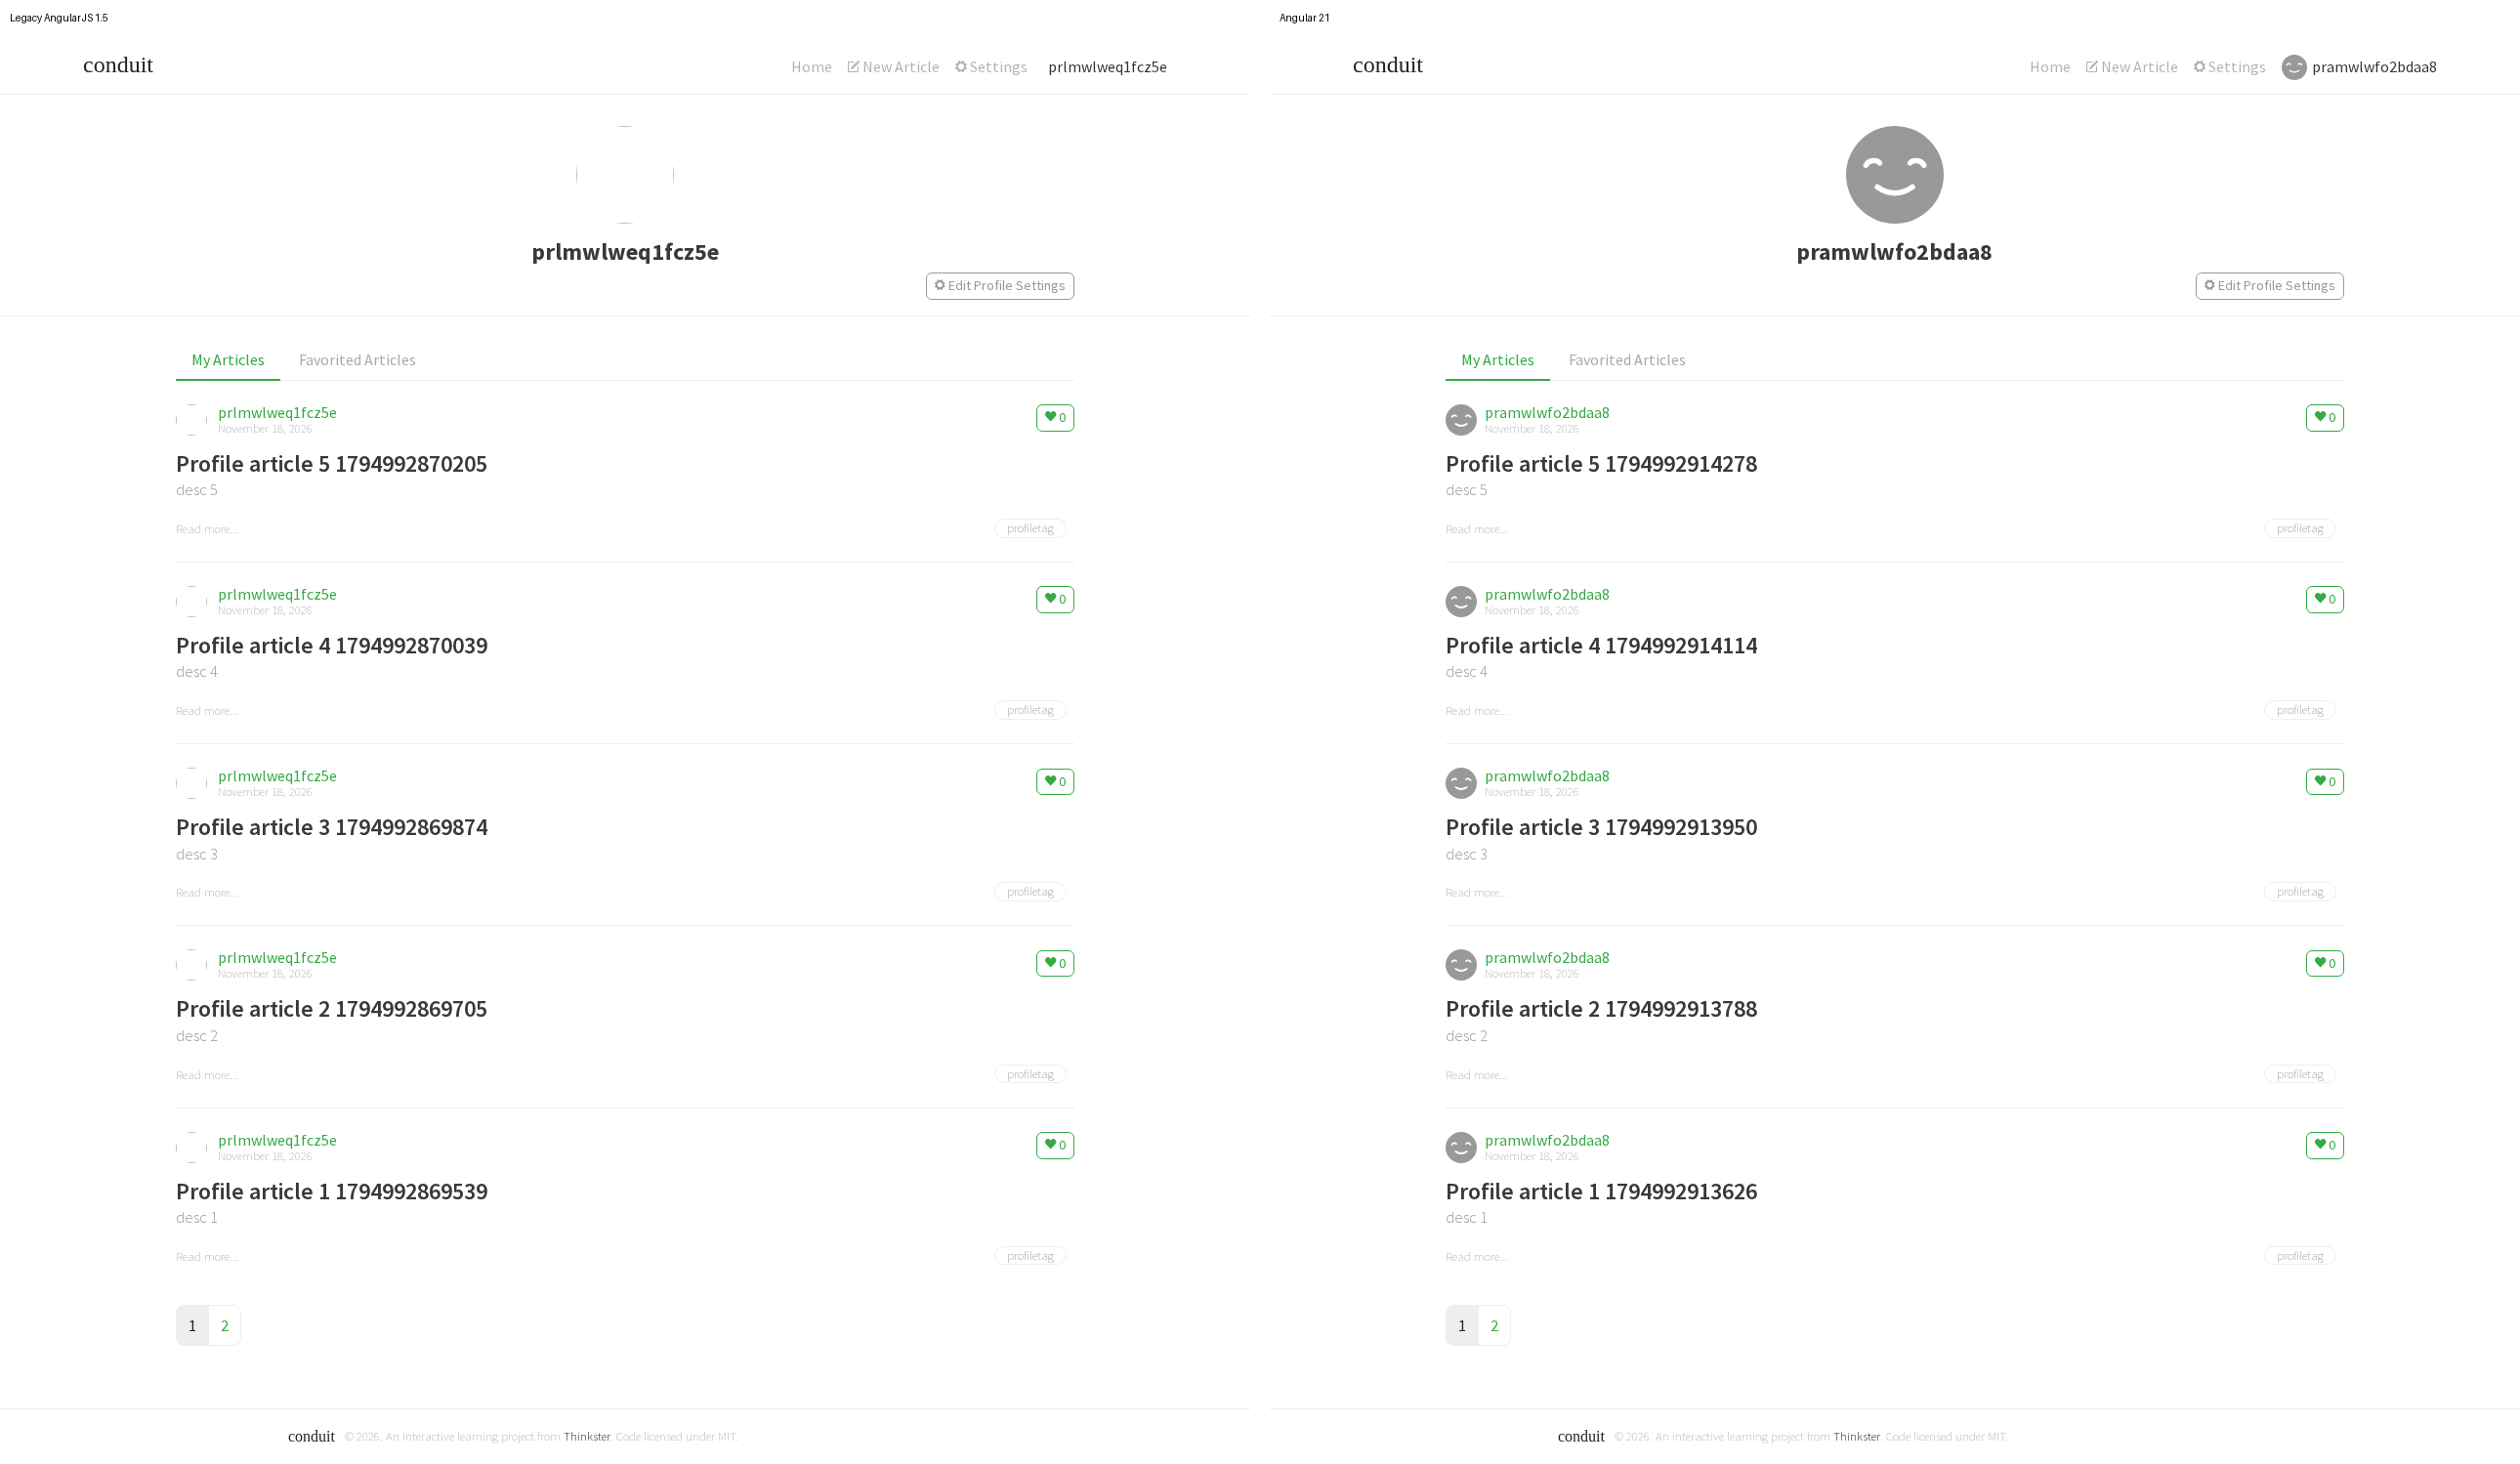 Legacy AngularJS 1.5
conduit
Home
New Article
Settings
prlmwlweq1fcz5e
prlmwlweq1fcz5e
Edit Profile Settings
My Articles
Favorited Articles
prlmwlweq1fcz5e
November 18, 2026
0
Profile article 5 1794992870205
desc 5
Read more...
profiletag
prlmwlweq1fcz5e
November 18, 2026
0
Profile article 4 1794992870039
desc 4
Read more...
profiletag
prlmwlweq1fcz5e
November 18, 2026
0
Profile article 3 1794992869874
desc 3
Read more...
profiletag
prlmwlweq1fcz5e
November 18, 2026
0
Profile article 2 1794992869705
desc 2
Read more...
profiletag
prlmwlweq1fcz5e
November 18, 2026
0
Profile article 1 1794992869539
desc 1
Read more...
profiletag
1
2
conduit © 2026. An interactive learning project from Thinkster. Code licensed under MIT.
Angular 21
conduit
Home
New Article
Settings
pramwlwfo2bdaa8
pramwlwfo2bdaa8
Edit Profile Settings
My Articles
Favorited Articles
pramwlwfo2bdaa8
November 18, 2026
0
Profile article 5 1794992914278
desc 5
Read more...
profiletag
pramwlwfo2bdaa8
November 18, 2026
0
Profile article 4 1794992914114
desc 4
Read more...
profiletag
pramwlwfo2bdaa8
November 18, 2026
0
Profile article 3 1794992913950
desc 3
Read more...
profiletag
pramwlwfo2bdaa8
November 18, 2026
0
Profile article 2 1794992913788
desc 2
Read more...
profiletag
pramwlwfo2bdaa8
November 18, 2026
0
Profile article 1 1794992913626
desc 1
Read more...
profiletag
1
2
conduit © 2026. An interactive learning project from Thinkster. Code licensed under MIT.